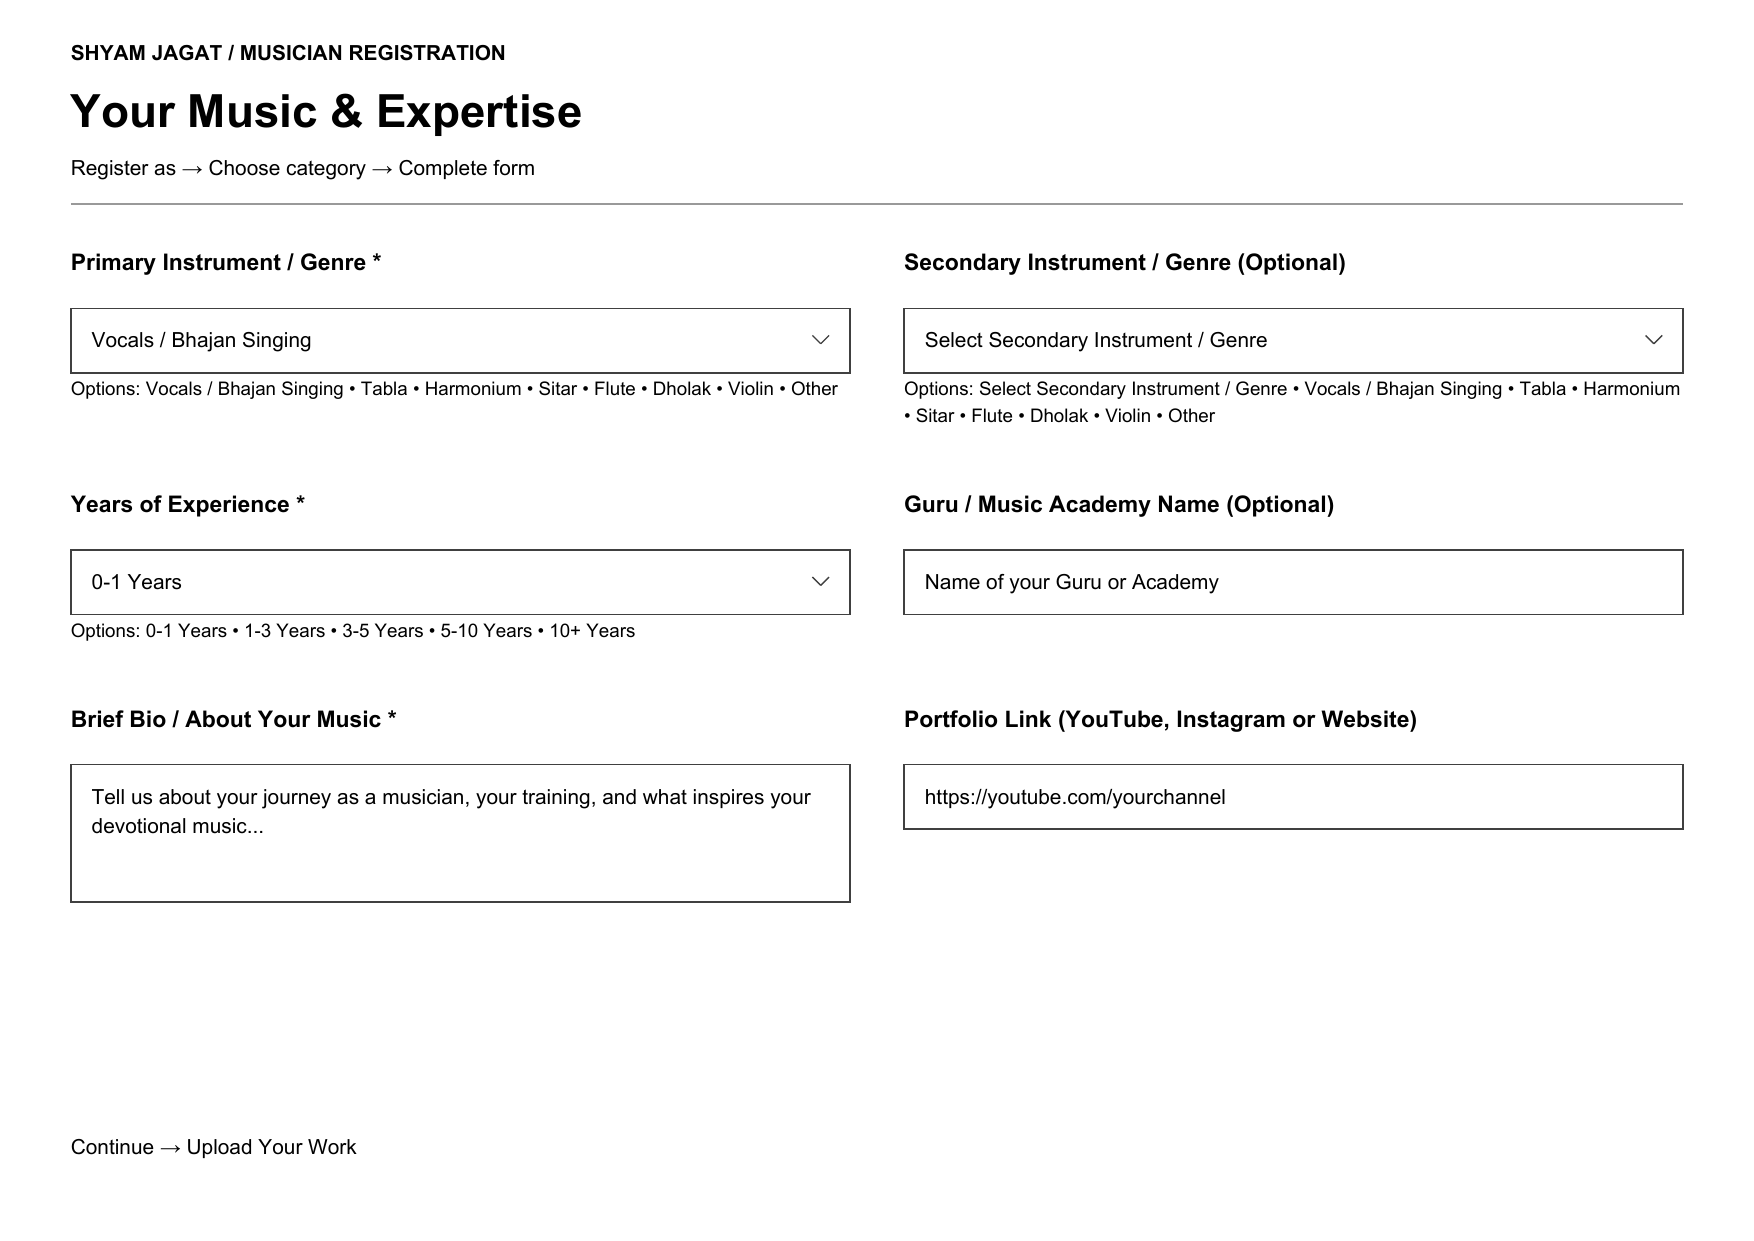 SHYAM JAGAT / MUSICIAN REGISTRATION
Your Music & Expertise
Register as → Choose category → Complete form
Primary Instrument / Genre *
Vocals / Bhajan Singing
Options: Vocals / Bhajan Singing • Tabla • Harmonium • Sitar • Flute • Dholak • Violin • Other
Secondary Instrument / Genre (Optional)
Select Secondary Instrument / Genre
Options: Select Secondary Instrument / Genre • Vocals / Bhajan Singing • Tabla • Harmonium
• Sitar • Flute • Dholak • Violin • Other
Years of Experience *
0-1 Years
Options: 0-1 Years • 1-3 Years • 3-5 Years • 5-10 Years • 10+ Years
Guru / Music Academy Name (Optional)
Name of your Guru or Academy
Brief Bio / About Your Music *
Tell us about your journey as a musician, your training, and what inspires your
devotional music...
Portfolio Link (YouTube, Instagram or Website)
https://youtube.com/yourchannel
Continue → Upload Your Work